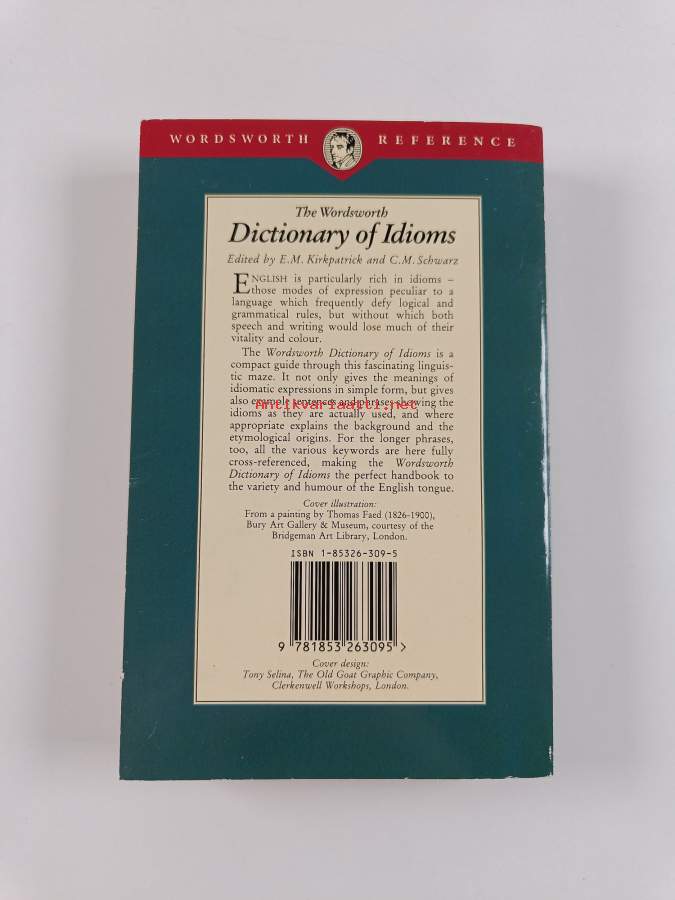 WORDSWORTH REFERENCE
The Wordsworth
Dictionary of Idioms
Edited by E.M. Kirkpatrick and C.M. Schwarz
ENGLISH is particularly rich in idioms –
those modes of expression peculiar to a
language which frequently defy logical and
grammatical rules, but without which both
speech and writing would lose much of their
vitality and colour.
The Wordsworth Dictionary of Idioms is a
compact guide through this fascinating linguis-
tic maze. It not only gives the meanings of
idiomatic expressions in simple form, but gives
also example sentences and phrases showing the
Antikvariaatti.net
idioms as they are actually used, and where
appropriate explains the background and the
etymological origins. For the longer phrases,
too, all the various keywords are here fully
cross-referenced, making the Wordsworth
Dictionary of Idioms the perfect handbook to
the variety and humour of the English tongue.
Cover illustration:
From a painting by Thomas Faed (1826-1900),
Bury Art Gallery & Museum, courtesy of the
Bridgeman Art Library, London.
ISBN 1-85326-309-5
9 781853 263095 >
Cover design:
Tony Selina, The Old Goat Graphic Company,
Clerkenwell Workshops, London.